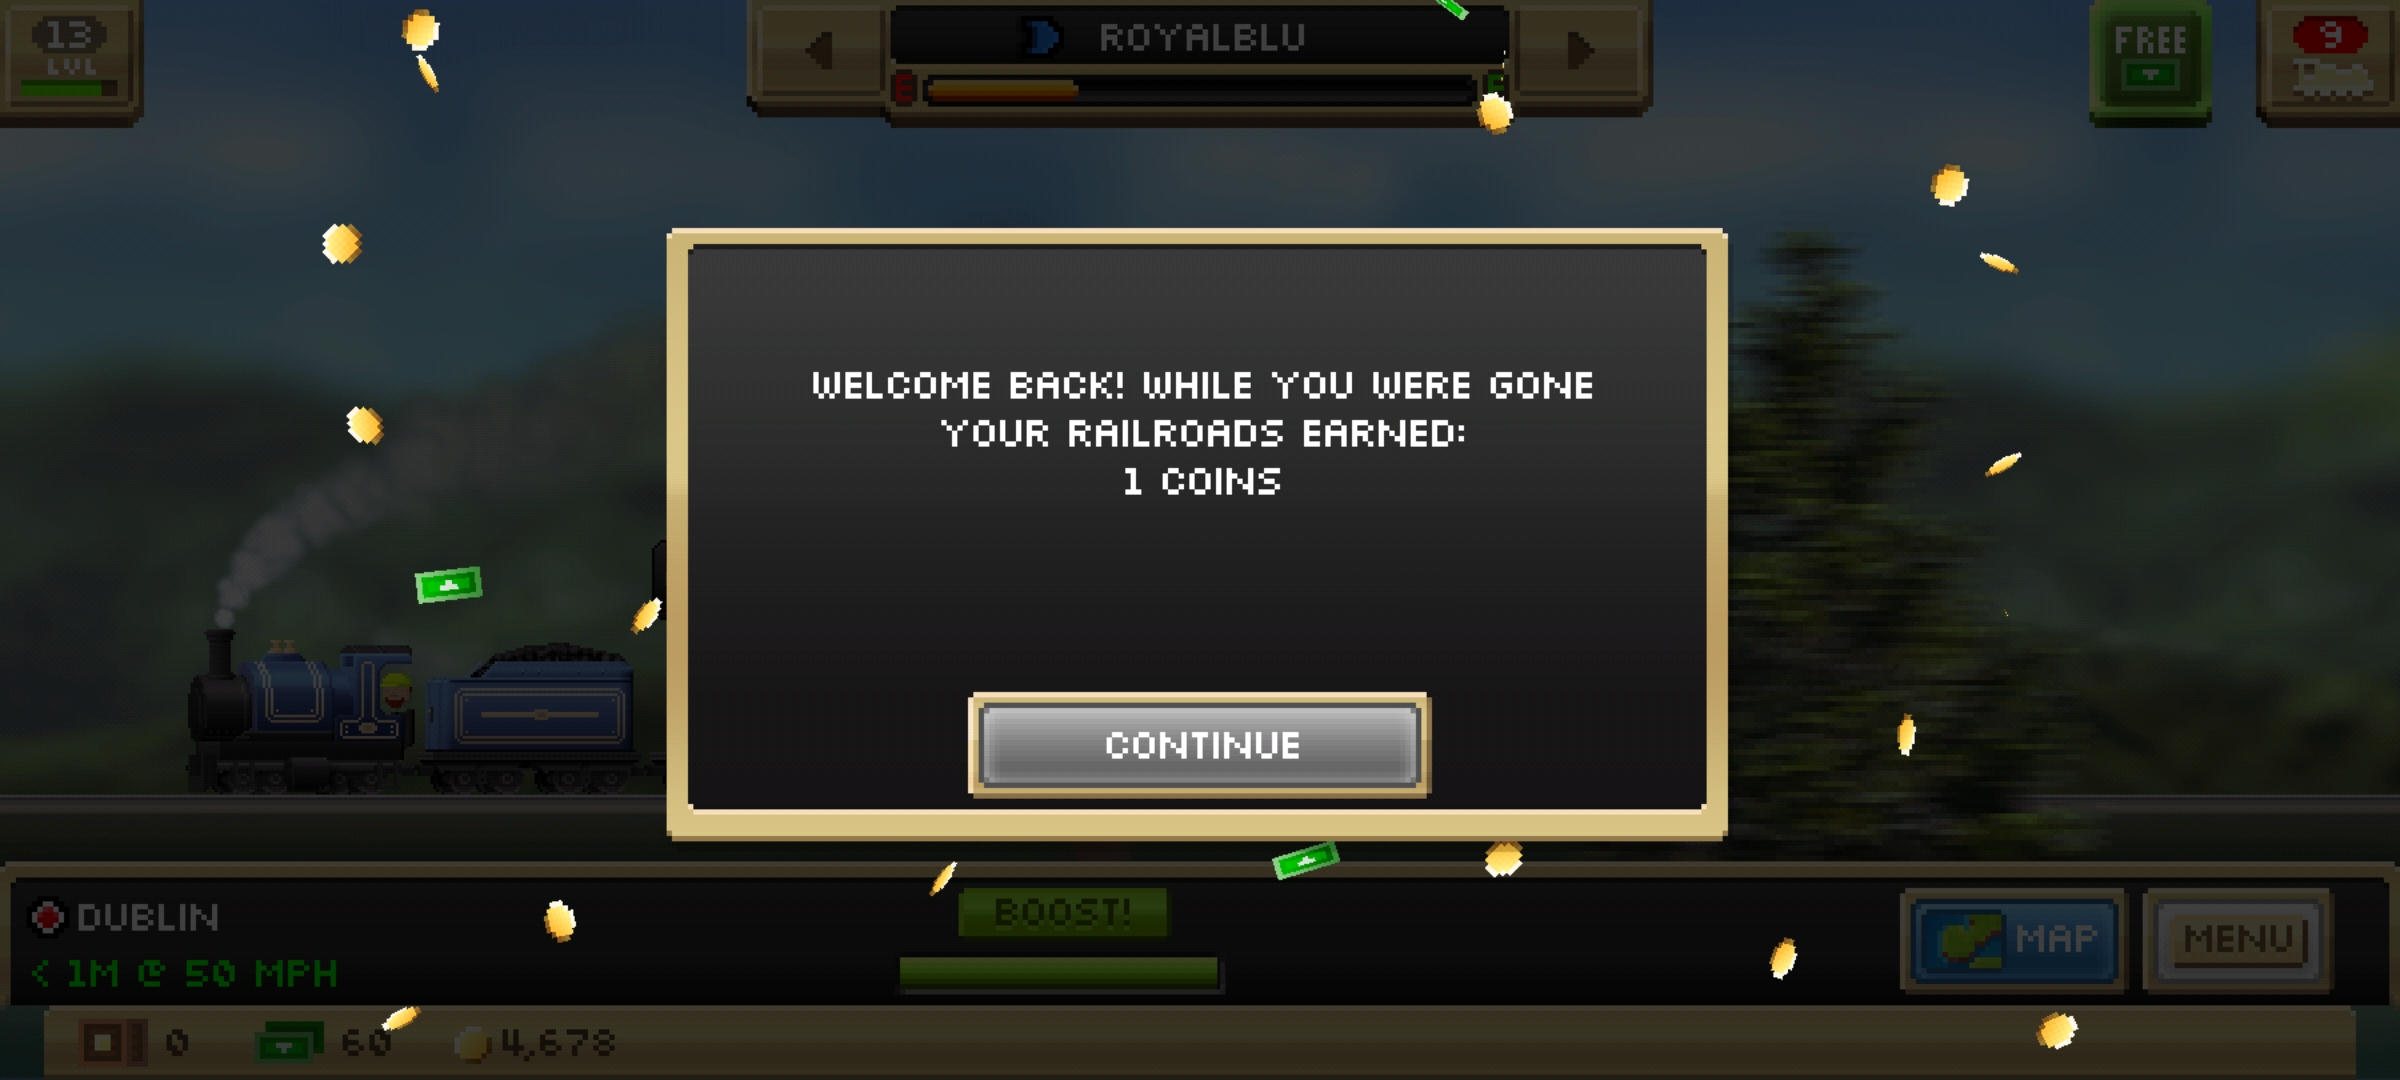 13
LVL
ROYALBLU
E
F
FREE
9
WELCOME BACK! WHILE YOU WERE GONE
YOUR RAILROADS EARNED:
1 COINS
CONTINUE
DUBLIN
< 1M @ 50 MPH
BOOST!
MAP
MENU
0
60
4,678